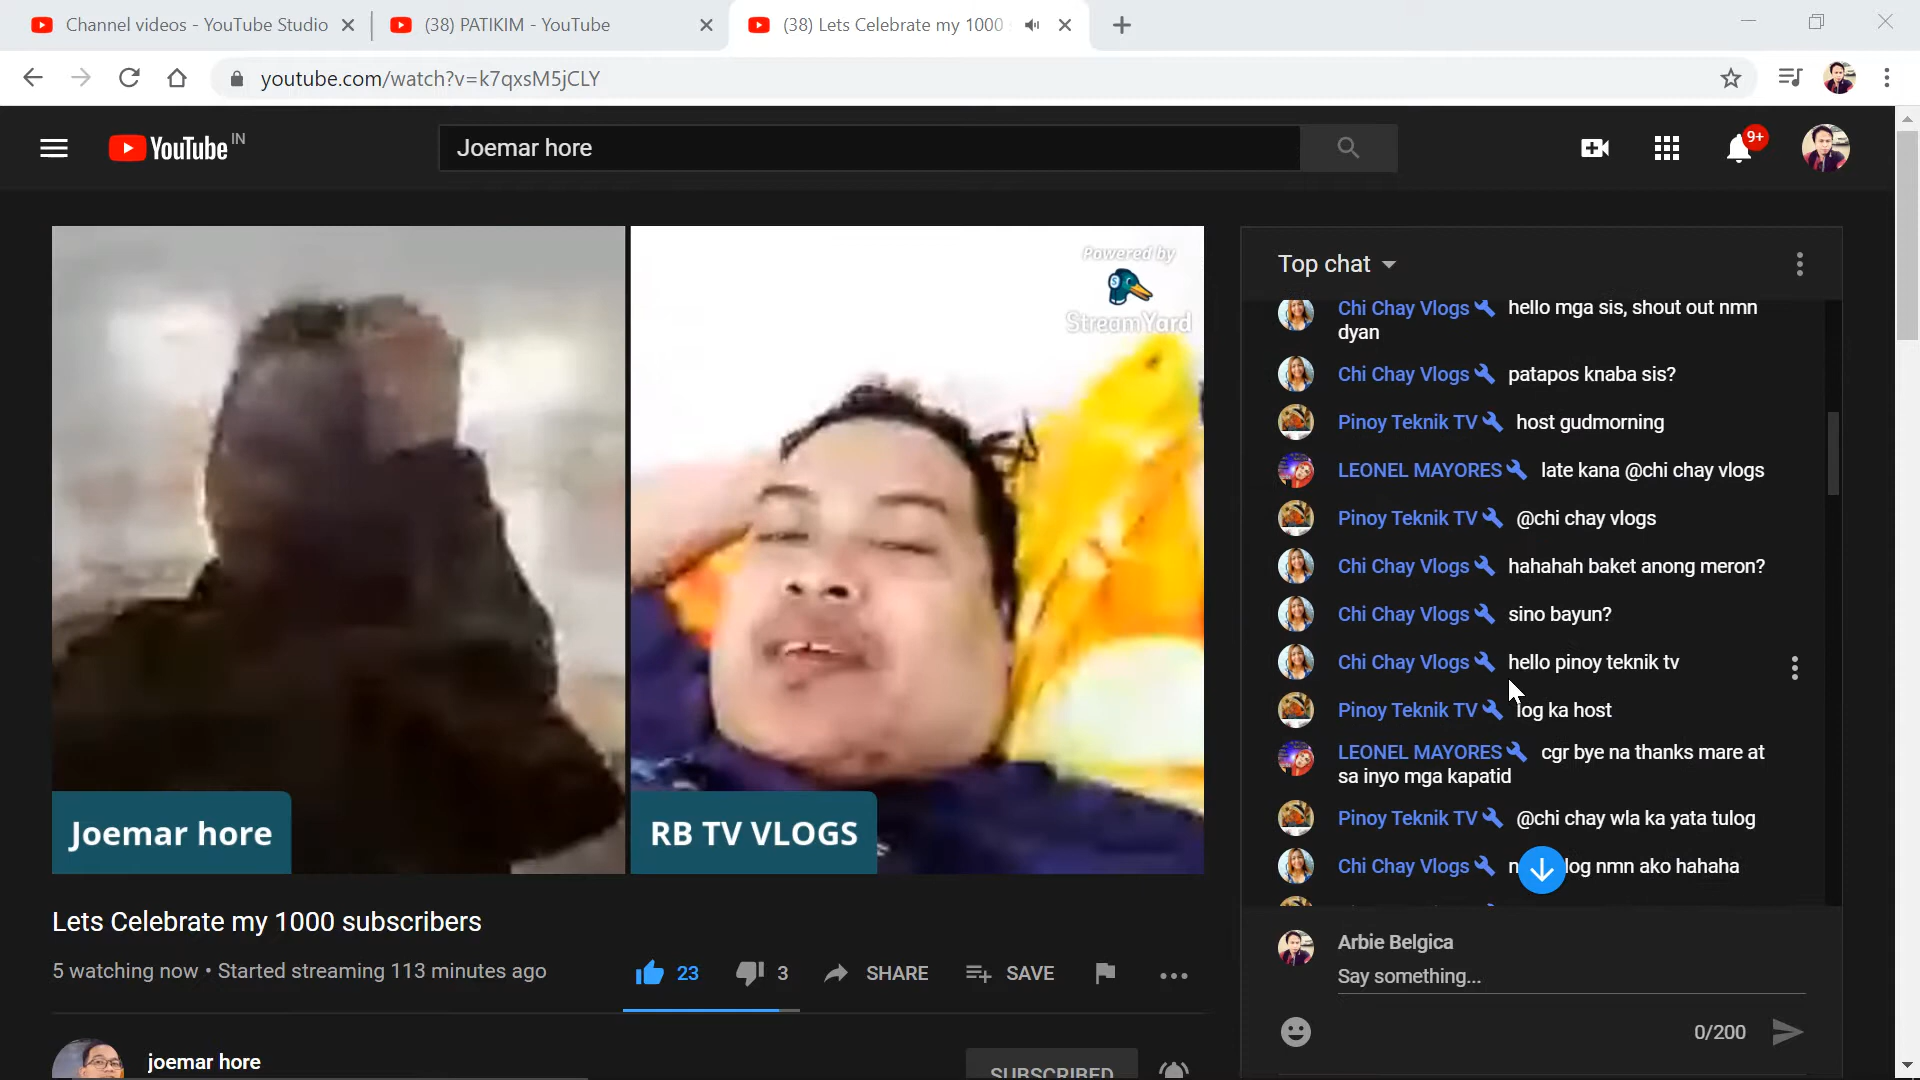 Channel videos - YouTube Studio
(38) PATIKIM - YouTube
(38) Lets Celebrate my 1000
youtube.com/watch?v=k7qxsM5jCLY
YouTube IN
Joemar hore
9+
Powered by
StreamYard
Joemar hore
RB TV VLOGS
Top chat
Chi Chay Vlogs hello mga sis, shout out nmn
dyan
Chi Chay Vlogs patapos knaba sis?
Pinoy Teknik TV host gudmorning
LEONEL MAYORES late kana @chi chay vlogs
Pinoy Teknik TV @chi chay vlogs
Chi Chay Vlogs hahahah baket anong meron?
Chi Chay Vlogs sino bayun?
Chi Chay Vlogs hello pinoy teknik tv
Pinoy Teknik TV log ka host
LEONEL MAYORES cgr bye na thanks mare at
sa inyo mga kapatid
Pinoy Teknik TV @chi chay wla ka yata tulog
Chi Chay Vlogs nmn ako hahaha
Arbie Belgica
Say something...
0/200
Lets Celebrate my 1000 subscribers
5 watching now • Started streaming 113 minutes ago
23
3
SHARE
SAVE
joemar hore
SUBSCRIBED